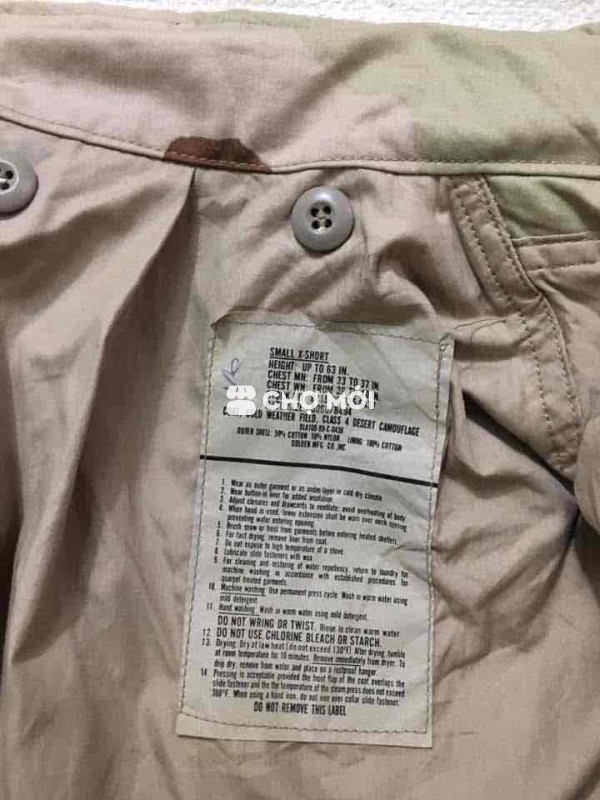 SMALL X-SHORT
HEIGHT: UP TO 63 IN.
CHEST MN: FROM 33 TO 37 IN.
CHEST WN: FROM
CHỢ MỚI
WEATHER FIELD, CLASS 4 DESERT CAMOUFLAGE
OUTER SHELL: 50% COTTON 50% NYLON LINING 100% COTTON
GOLDEN MFG. CO. INC.
1. Wear as outer garment or as under-layer in cold dry climate.
2. Wear button-in liner for added insulation.
3. Adjust closures and drawcords to ventilate; avoid overheating of body.
4. When hood is used, lower extension shall be worn over neck opening
preventing water entering opening.
5. Brush snow or frost from garments before entering heated shelters.
6. For fast drying, remove liner from coat.
7. Do not expose to high temperature of a stove.
8. Lubricate slide fasteners with wax.
9. For cleaning and restoring of water repellency, return to laundry for
machine washing in accordance with established procedures for
quarpel treated garments.
10. Machine washing: Use permanent press cycle. Wash in warm water using
mild detergent.
11. Hand washing. Wash in warm water using mild detergent.
DO NOT WRING OR TWIST. Rinse in clean warm water
12. DO NOT USE CHLORINE BLEACH OR STARCH.
13. Drying. Dry at low heat (do not exceed 130°F). After drying, tumble
at room temperature for 10 minutes. Remove immediately from dryer. To
drip dry, remove from water and place on a rustproof hanger.
14 Pressing is acceptable provided the front flap of the coat overlaps the
slide fastener and the the temperature of the steam press does not exceed
300°F. When using a hand iron, do not iron over collar slide fastener.
DO NOT REMOVE THIS LABEL